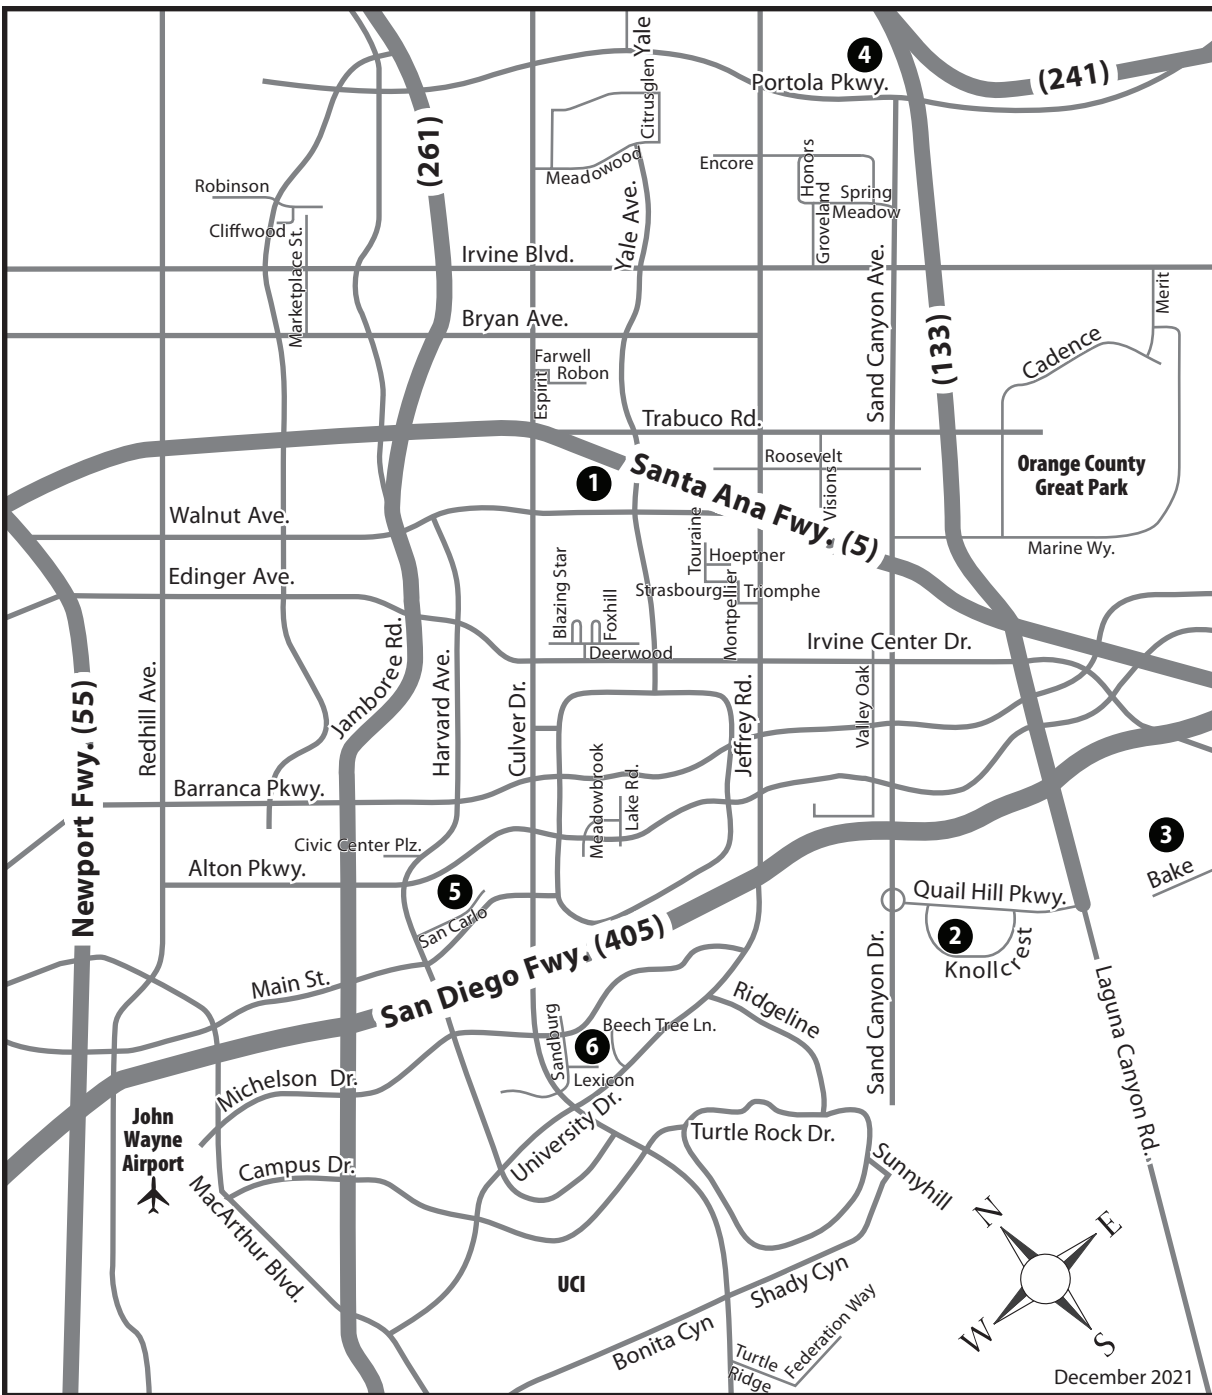 Yale
4
Portola Pkwy.
(241)
Citrusglen
(261)
Meadowood
Encore
Honors
Robinson
Spring
Meadow
Groveland
Yale Ave.
Cliffwood
Marketplace St.
Irvine Blvd.
Sand Canyon Ave.
Merit
Bryan Ave.
(133)
Cadence
Farwell
Robon
Espirit
Trabuco Rd.
Roosevelt
Visions
Orange County
Great Park
1
Santa Ana Fwy. (5)
Walnut Ave.
Touraine
Hoeptner
Marine Wy.
Edinger Ave.
Blazing Star
Foxhill
Strasbourg
Triomphe
Montpellier
Deerwood
Irvine Center Dr.
Jamboree Rd.
Harvard Ave.
Culver Dr.
Jeffrey Rd.
Valley Oak
Redhill Ave.
Newport Fwy. (55)
Barranca Pkwy.
Meadowbrook
Lake Rd.
Civic Center Plz.
3
Bake
Alton Pkwy.
5
San Carlo
Quail Hill Pkwy.
2
Knollcrest
San Diego Fwy. (405)
Main St.
Sand Canyon Dr.
Laguna Canyon Rd.
Ridgeline
Sandburg
6
Beech Tree Ln.
Lexicon
Michelson Dr.
University Dr.
John
Wayne
Airport
Turtle Rock Dr.
Sunnyhill
Campus Dr.
MacArthur Blvd.
UCI
Shady Cyn
Bonita Cyn
Turtle
Ridge
Federation Way
N
E
W
S
December 2021